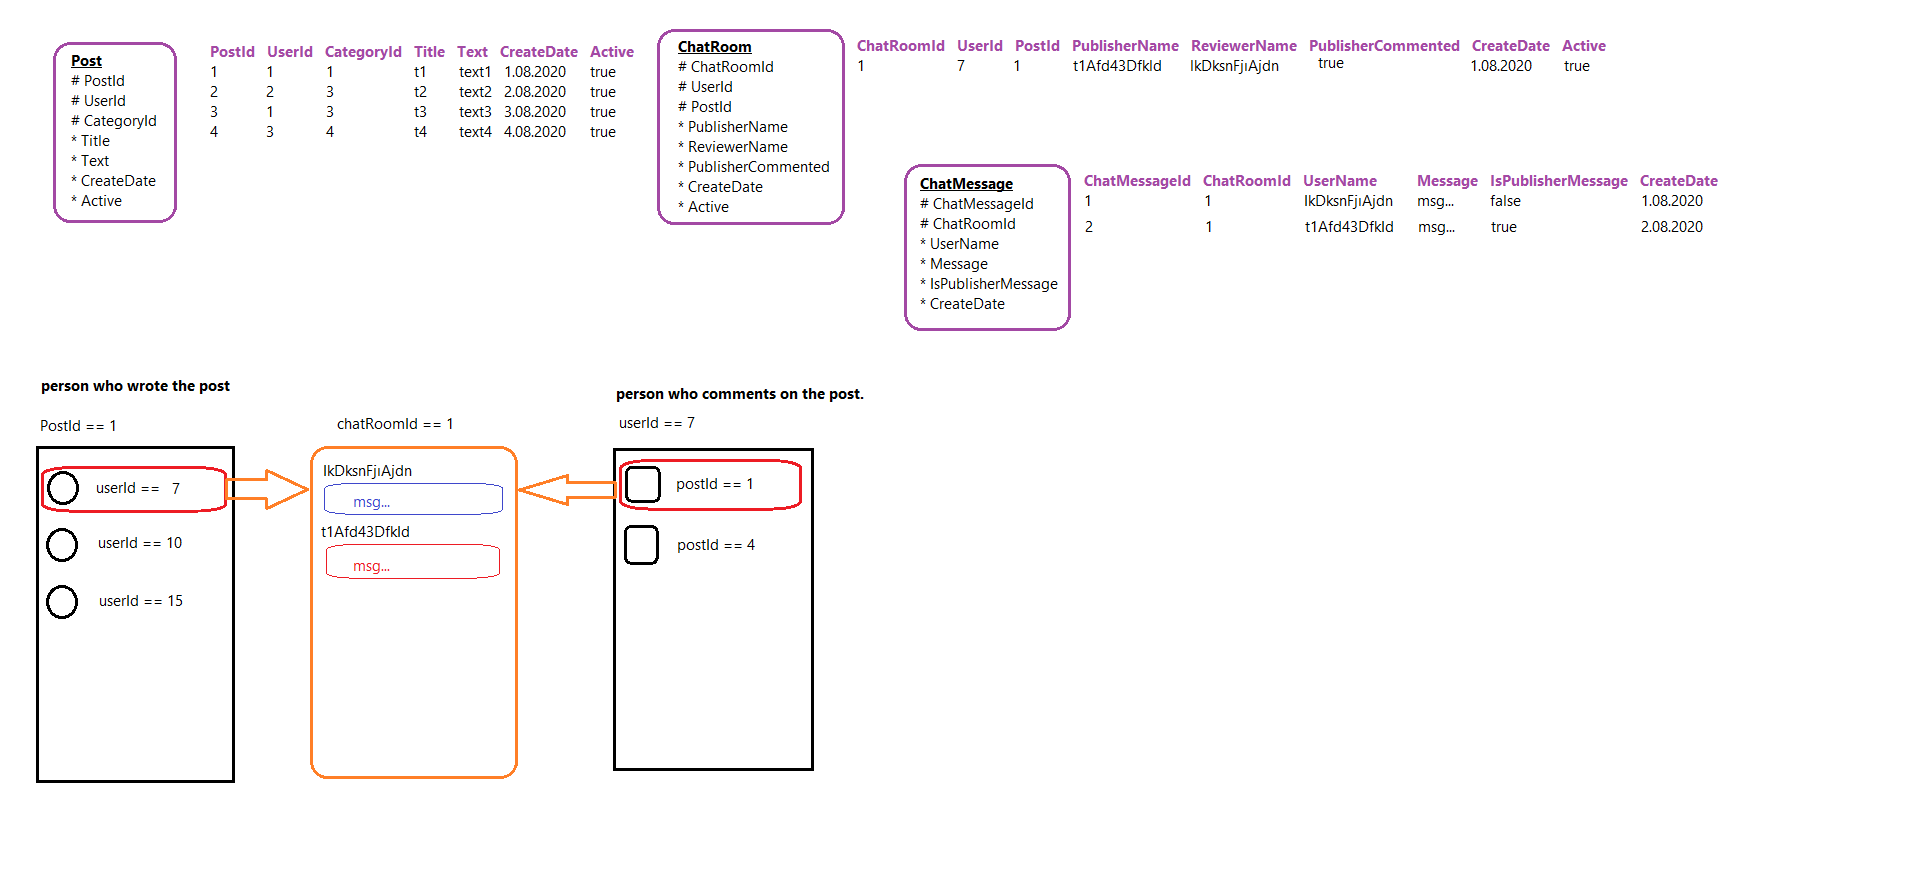 Post
# PostId
# UserId
# CategoryId
* Title
* Text
* CreateDate
* Active
PostId UserId CategoryId Title Text CreateDate Active
1 1 1 t1 text1 1.08.2020 true
2 2 3 t2 text2 2.08.2020 true
3 1 3 t3 text3 3.08.2020 true
4 3 4 t4 text4 4.08.2020 true
ChatRoom
# ChatRoomId
# UserId
# PostId
* PublisherName
* ReviewerName
* PublisherCommented
* CreateDate
* Active
ChatRoomId UserId PostId PublisherName ReviewerName PublisherCommented CreateDate Active
1 7 1 t1Afd43DfkId IkDksnFjıAjdn true 1.08.2020 true
ChatMessage
# ChatMessageId
# ChatRoomId
* UserName
* Message
* IsPublisherMessage
* CreateDate
ChatMessageId ChatRoomId UserName Message IsPublisherMessage CreateDate
1 1 IkDksnFjıAjdn msg... false 1.08.2020
2 1 t1Afd43DfkId msg... true 2.08.2020
person who wrote the post
PostId == 1
userId == 7
userId == 10
userId == 15
chatRoomId == 1
IkDksnFjıAjdn
msg...
t1Afd43DfkId
msg...
person who comments on the post.
userId == 7
postId == 1
postId == 4